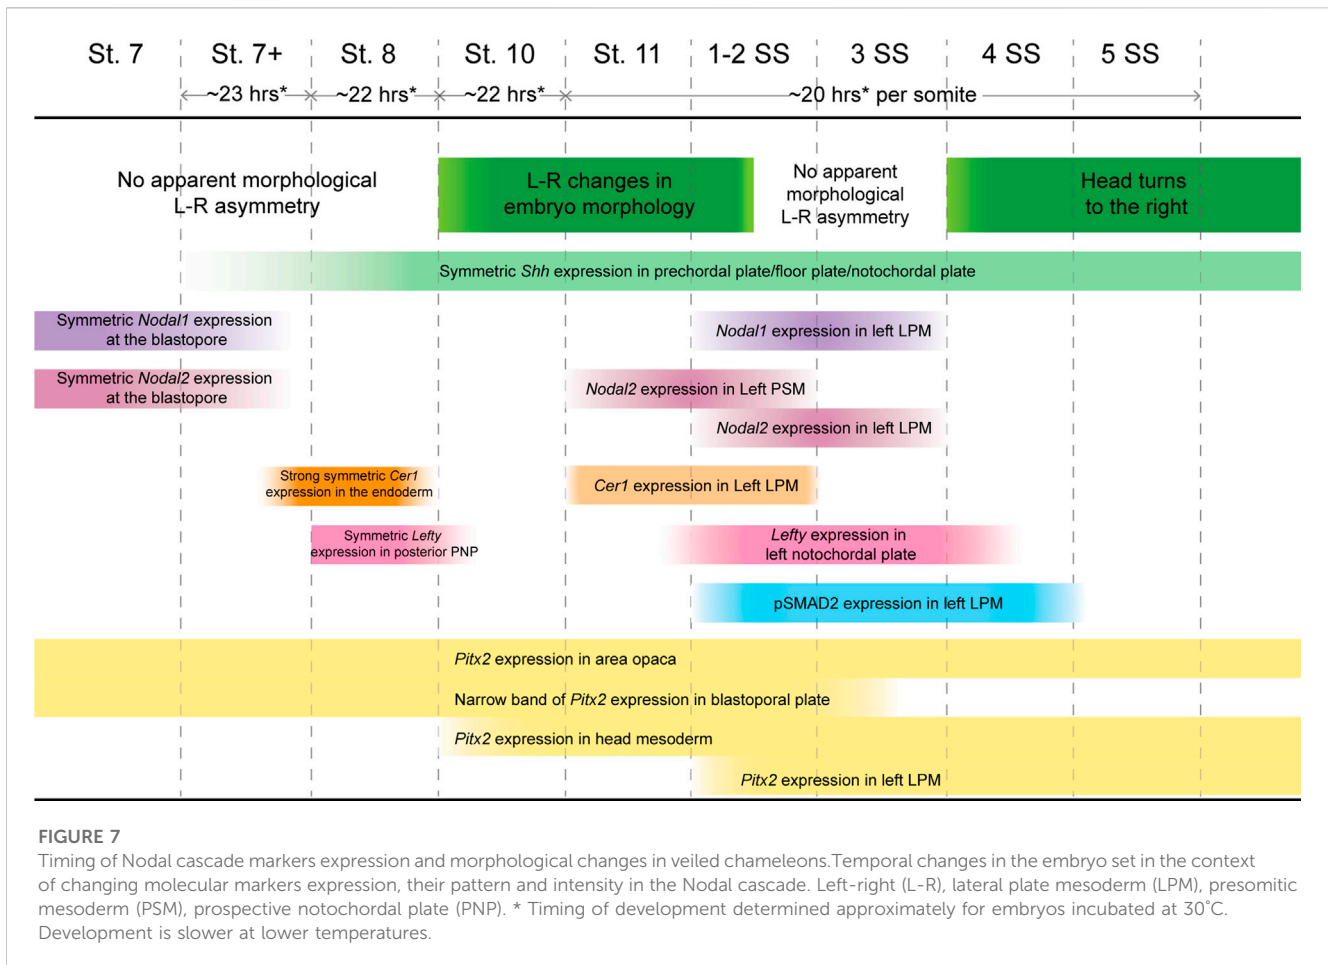 St. 7 St. 7+ St. 8 St. 10 St. 11 1-2 SS 3 SS 4 SS 5 SS
~23 hrs* ~22 hrs* ~22 hrs* ~20 hrs* per somite
No apparent morphological
L-R asymmetry
L-R changes in
embryo morphology
No apparent
morphological
L-R asymmetry
Head turns
to the right
Symmetric Shh expression in prechordal plate/floor plate/notochordal plate
Symmetric Nodal1 expression
at the blastopore
Nodal1 expression in left LPM
Symmetric Nodal2 expression
at the blastopore
Nodal2 expression in Left PSM
Nodal2 expression in left LPM
Strong symmetric Cer1
expression in the endoderm
Cer1 expression in Left LPM
Symmetric Lefty
expression in posterior PNP
Lefty expression in
left notochordal plate
pSMAD2 expression in left LPM
Pitx2 expression in area opaca
Narrow band of Pitx2 expression in blastoporal plate
Pitx2 expression in head mesoderm
Pitx2 expression in left LPM
FIGURE 7
Timing of Nodal cascade markers expression and morphological changes in veiled chameleons.Temporal changes in the embryo set in the context
of changing molecular markers expression, their pattern and intensity in the Nodal cascade. Left-right (L-R), lateral plate mesoderm (LPM), presomitic
mesoderm (PSM), prospective notochordal plate (PNP). * Timing of development determined approximately for embryos incubated at 30˚C.
Development is slower at lower temperatures.